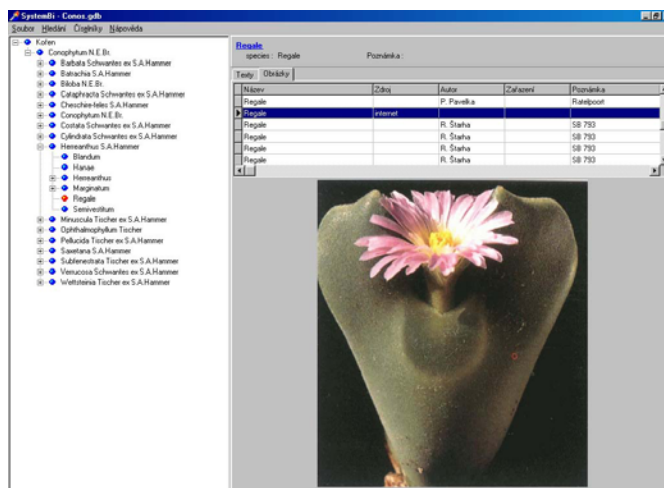 SystemBi - Conos.gdb
Soubor Hledání Číselníky Nápověda
Kořen
Conophytum N.E.Br.
Barbata Schwantes ex S.A.Hammer
Batrachia S.A.Hammer
Biloba N.E.Br.
Cataphracta Schwantes ex S.A.Hammer
Cheschire-feles S.A.Hammer
Conophytum N.E.Br.
Costata Schwantes ex S.A.Hammer
Cylindrata Schwantes ex S.A.Hammer
Herreanthus S.A.Hammer
Blandum
Hanae
Herreanthus
Marginatum
Regale
Semivestitum
Minuscula Tischer ex S.A.Hammer
Ophthalmophyllum Tischer
Pellucida Tischer ex S.A.Hammer
Saxetana S.A.Hammer
Subfenestrata Tischer ex S.A.Hammer
Verrucosa Schwantes ex S.A.Hammer
Wettsteinia Tischer ex S.A.Hammer
Regale
species : Regale Poznámka :
Texty Obrázky
Název Zdroj Autor Zařazení Poznámka
Regale P. Pavelka Ratelpoort
Regale internet
Regale R. Štarha SB 793
Regale R. Štarha SB 793
Regale R. Štarha SB 793
Regale R. Štarha SB 793